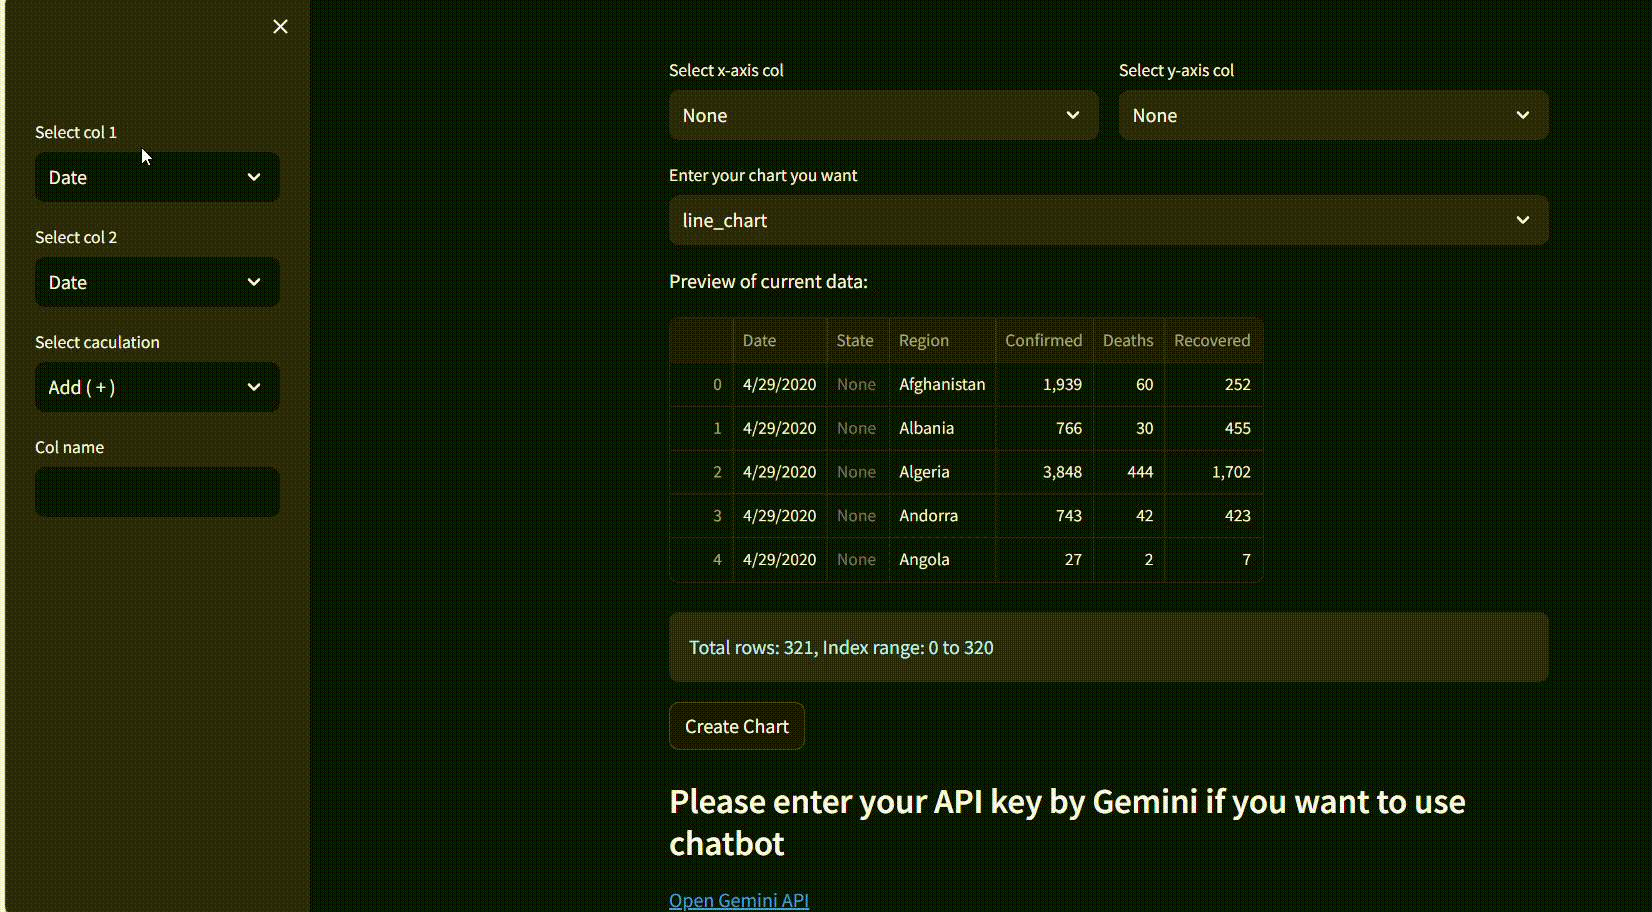 Select col 1
Date
Select col 2
Date
Select caculation
Add ( + )
Col name
Select x-axis col
None
Select y-axis col
None
Enter your chart you want
line_chart
Preview of current data:
Date State Region Confirmed Deaths Recovered
0 4/29/2020 None Afghanistan 1,939 60 252
1 4/29/2020 None Albania 766 30 455
2 4/29/2020 None Algeria 3,848 444 1,702
3 4/29/2020 None Andorra 743 42 423
4 4/29/2020 None Angola 27 2 7
Total rows: 321, Index range: 0 to 320
Create Chart
Please enter your API key by Gemini if you want to use
chatbot
Open Gemini API